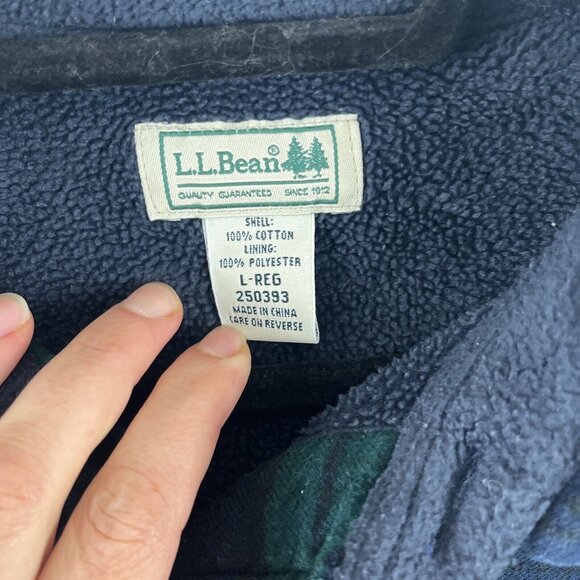 L.L.Bean®
QUALITY GUARANTEED SINCE 1912
SHELL:
100% COTTON
LINING:
100% POLYESTER
L-REG
250393
MADE IN CHINA
CARE ON REVERSE